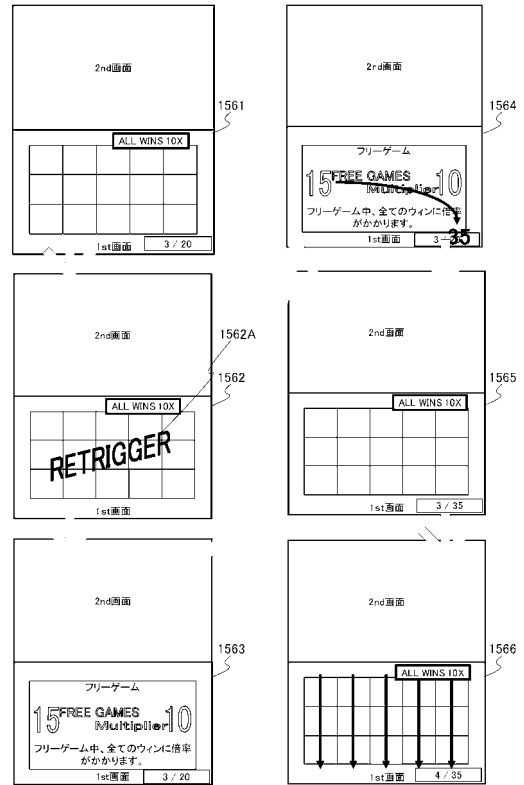 2nd画面
1561
ALL WINS 10X
1st画面
3 / 20
2nd画面
1562A
1562
ALL WINS 10X
RETRIGGER
1st画面
2nd画面
1563
フリーゲーム
15 FREE GAMES
Multiplier 10
フリーゲーム中、全てのウィンに倍率
がかかります。
1st画面
3 / 20
2nd画面
1564
フリーゲーム
15 FREE GAMES
Multiplier 10
フリーゲーム中、全てのウィンに倍率
がかかります。
1st画面
3 / 35
2nd画面
1565
ALL WINS 10X
1st画面
3 / 35
2nd画面
1566
ALL WINS 10X
1st画面
4 / 35